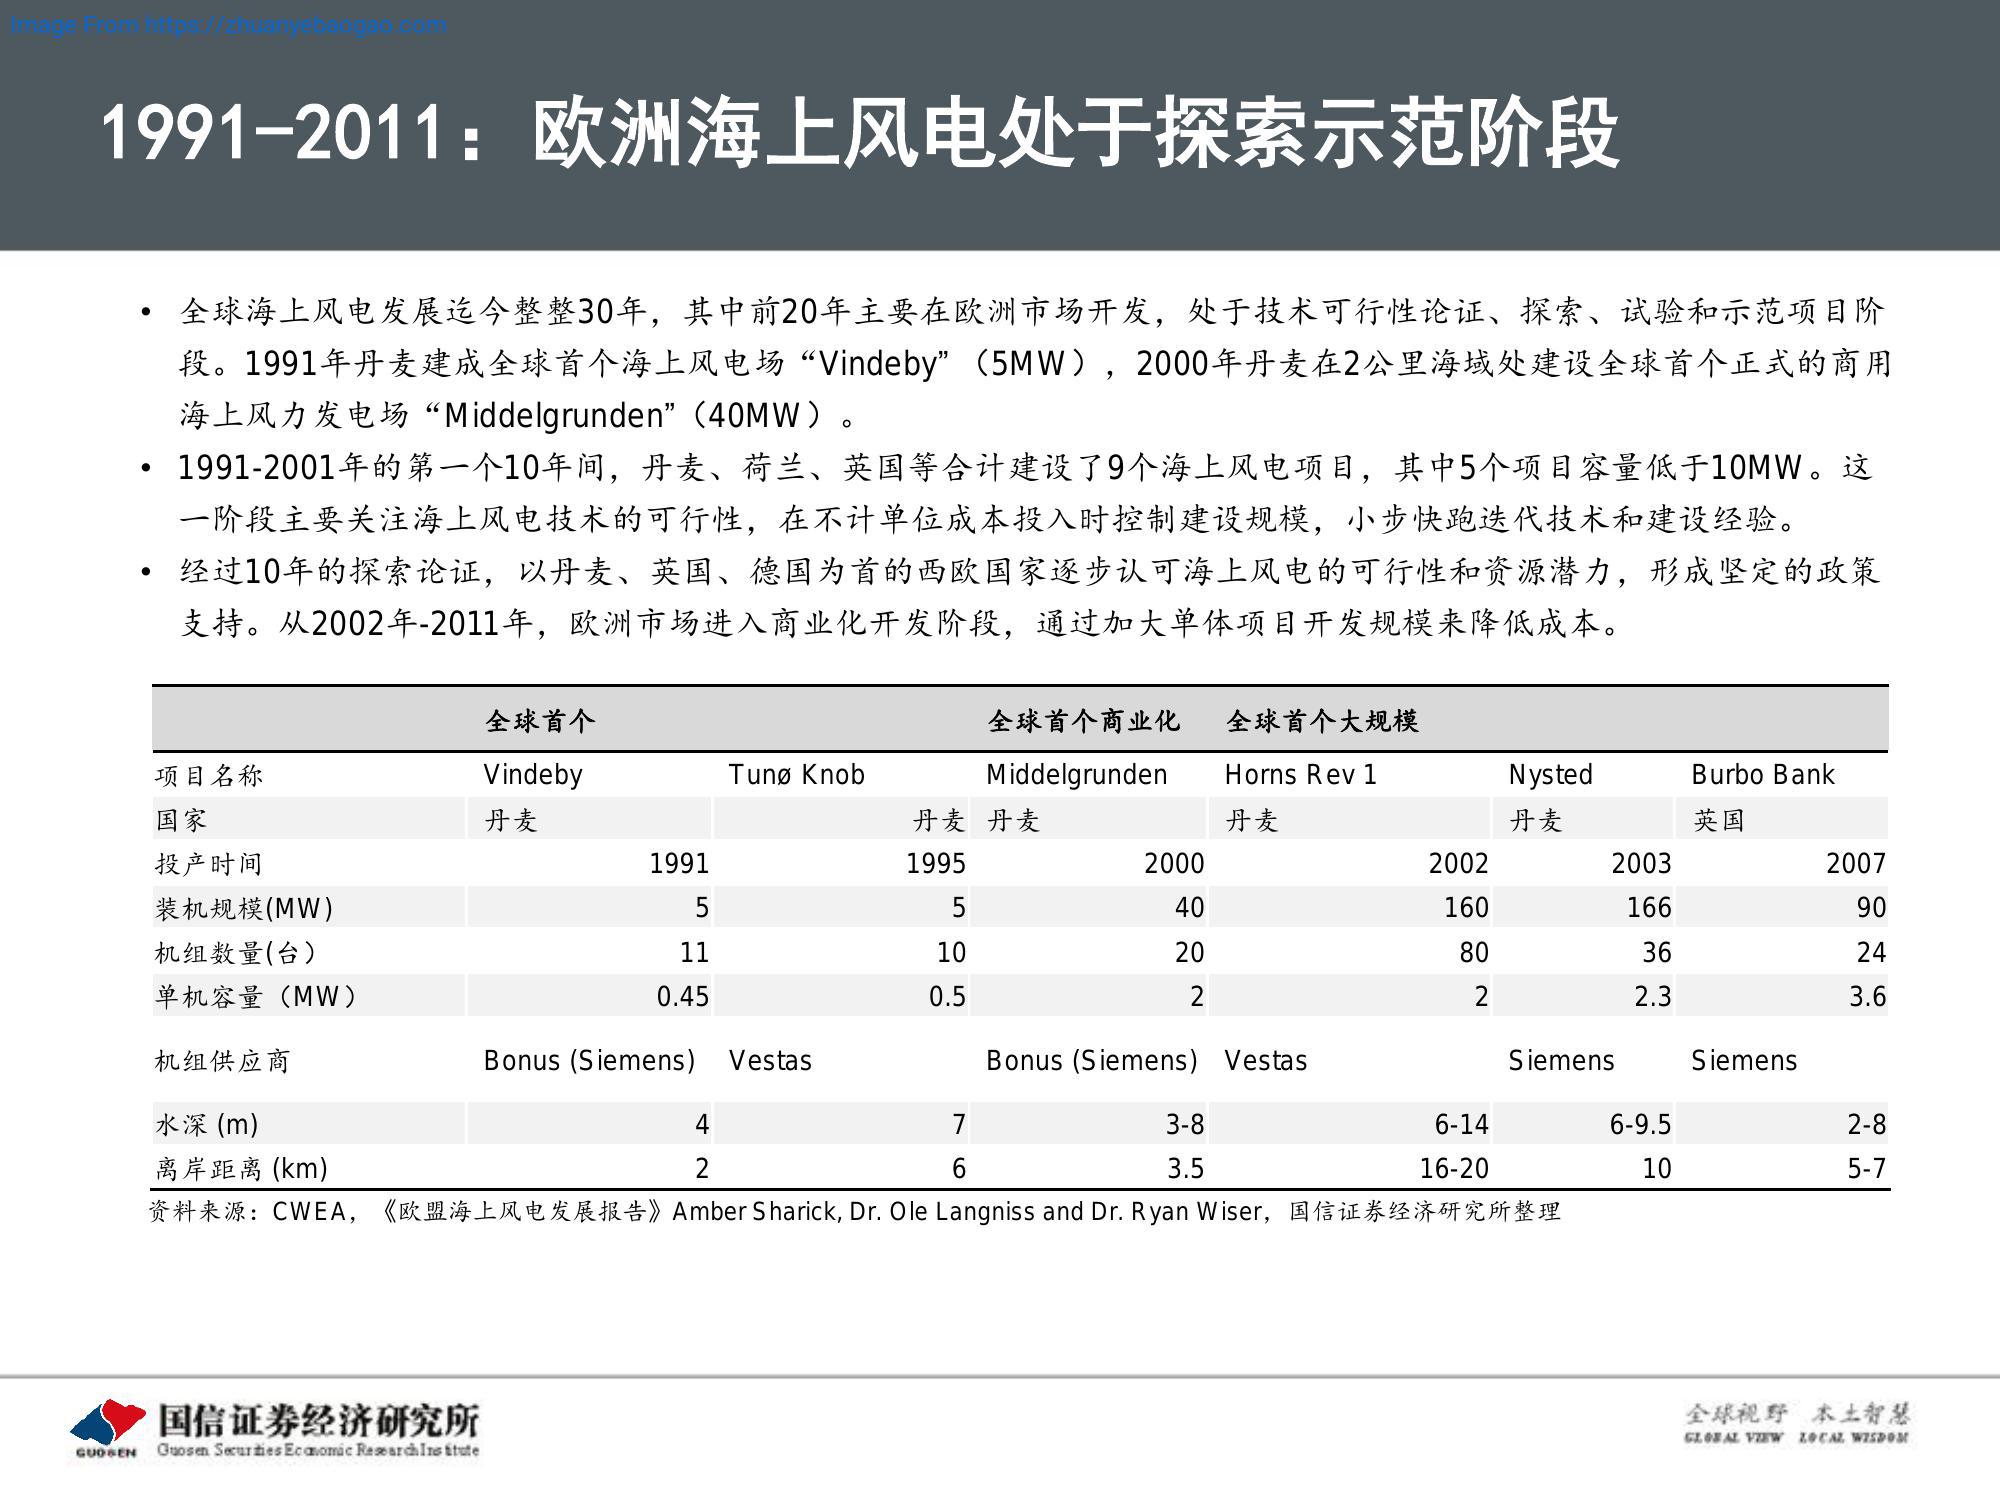 Image From https://zhuanyebaogao.com
1991-2011：欧洲海上风电处于探索示范阶段
• 全球海上风电发展迄今整整30年，其中前20年主要在欧洲市场开发，处于技术可行性论证、探索、试验和示范项目阶
段。1991年丹麦建成全球首个海上风电场“Vindeby”（5MW），2000年丹麦在2公里海域处建设全球首个正式的商用
海上风力发电场“Middelgrunden”（40MW）。
• 1991-2001年的第一个10年间，丹麦、荷兰、英国等合计建设了9个海上风电项目，其中5个项目容量低于10MW。这
一阶段主要关注海上风电技术的可行性，在不计单位成本投入时控制建设规模，小步快跑迭代技术和建设经验。
• 经过10年的探索论证，以丹麦、英国、德国为首的西欧国家逐步认可海上风电的可行性和资源潜力，形成坚定的政策
支持。从2002年-2011年，欧洲市场进入商业化开发阶段，通过加大单体项目开发规模来降低成本。
全球首个 全球首个商业化 全球首个大规模
项目名称 Vindeby Tunø Knob Middelgrunden Horns Rev 1 Nysted Burbo Bank
国家 丹麦 丹麦 丹麦 丹麦 丹麦 英国
投产时间 1991 1995 2000 2002 2003 2007
装机规模(MW) 5 5 40 160 166 90
机组数量(台） 11 10 20 80 36 24
单机容量（MW） 0.45 0.5 2 2 2.3 3.6
机组供应商 Bonus (Siemens) Vestas Bonus (Siemens) Vestas Siemens Siemens
水深 (m) 4 7 3-8 6-14 6-9.5 2-8
离岸距离 (km) 2 6 3.5 16-20 10 5-7
资料来源：CWEA，《欧盟海上风电发展报告》Amber Sharick, Dr. Ole Langniss and Dr. Ryan Wiser，国信证券经济研究所整理
国信证券经济研究所
GUOSEN Guosen Securities Economic Research Institute
全球视野 本土智慧
GLOBAL VIEW LOCAL WISDOM